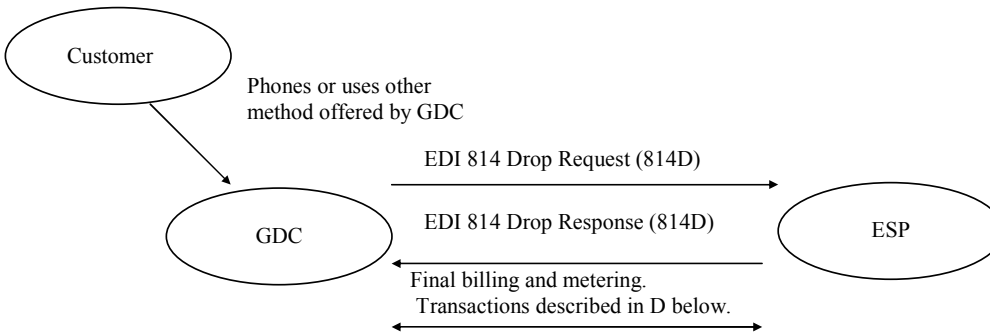 Customer
Phones or uses other
method offered by GDC
EDI 814 Drop Request (814D)
EDI 814 Drop Response (814D)
GDC
ESP
Final billing and metering.
Transactions described in D below.